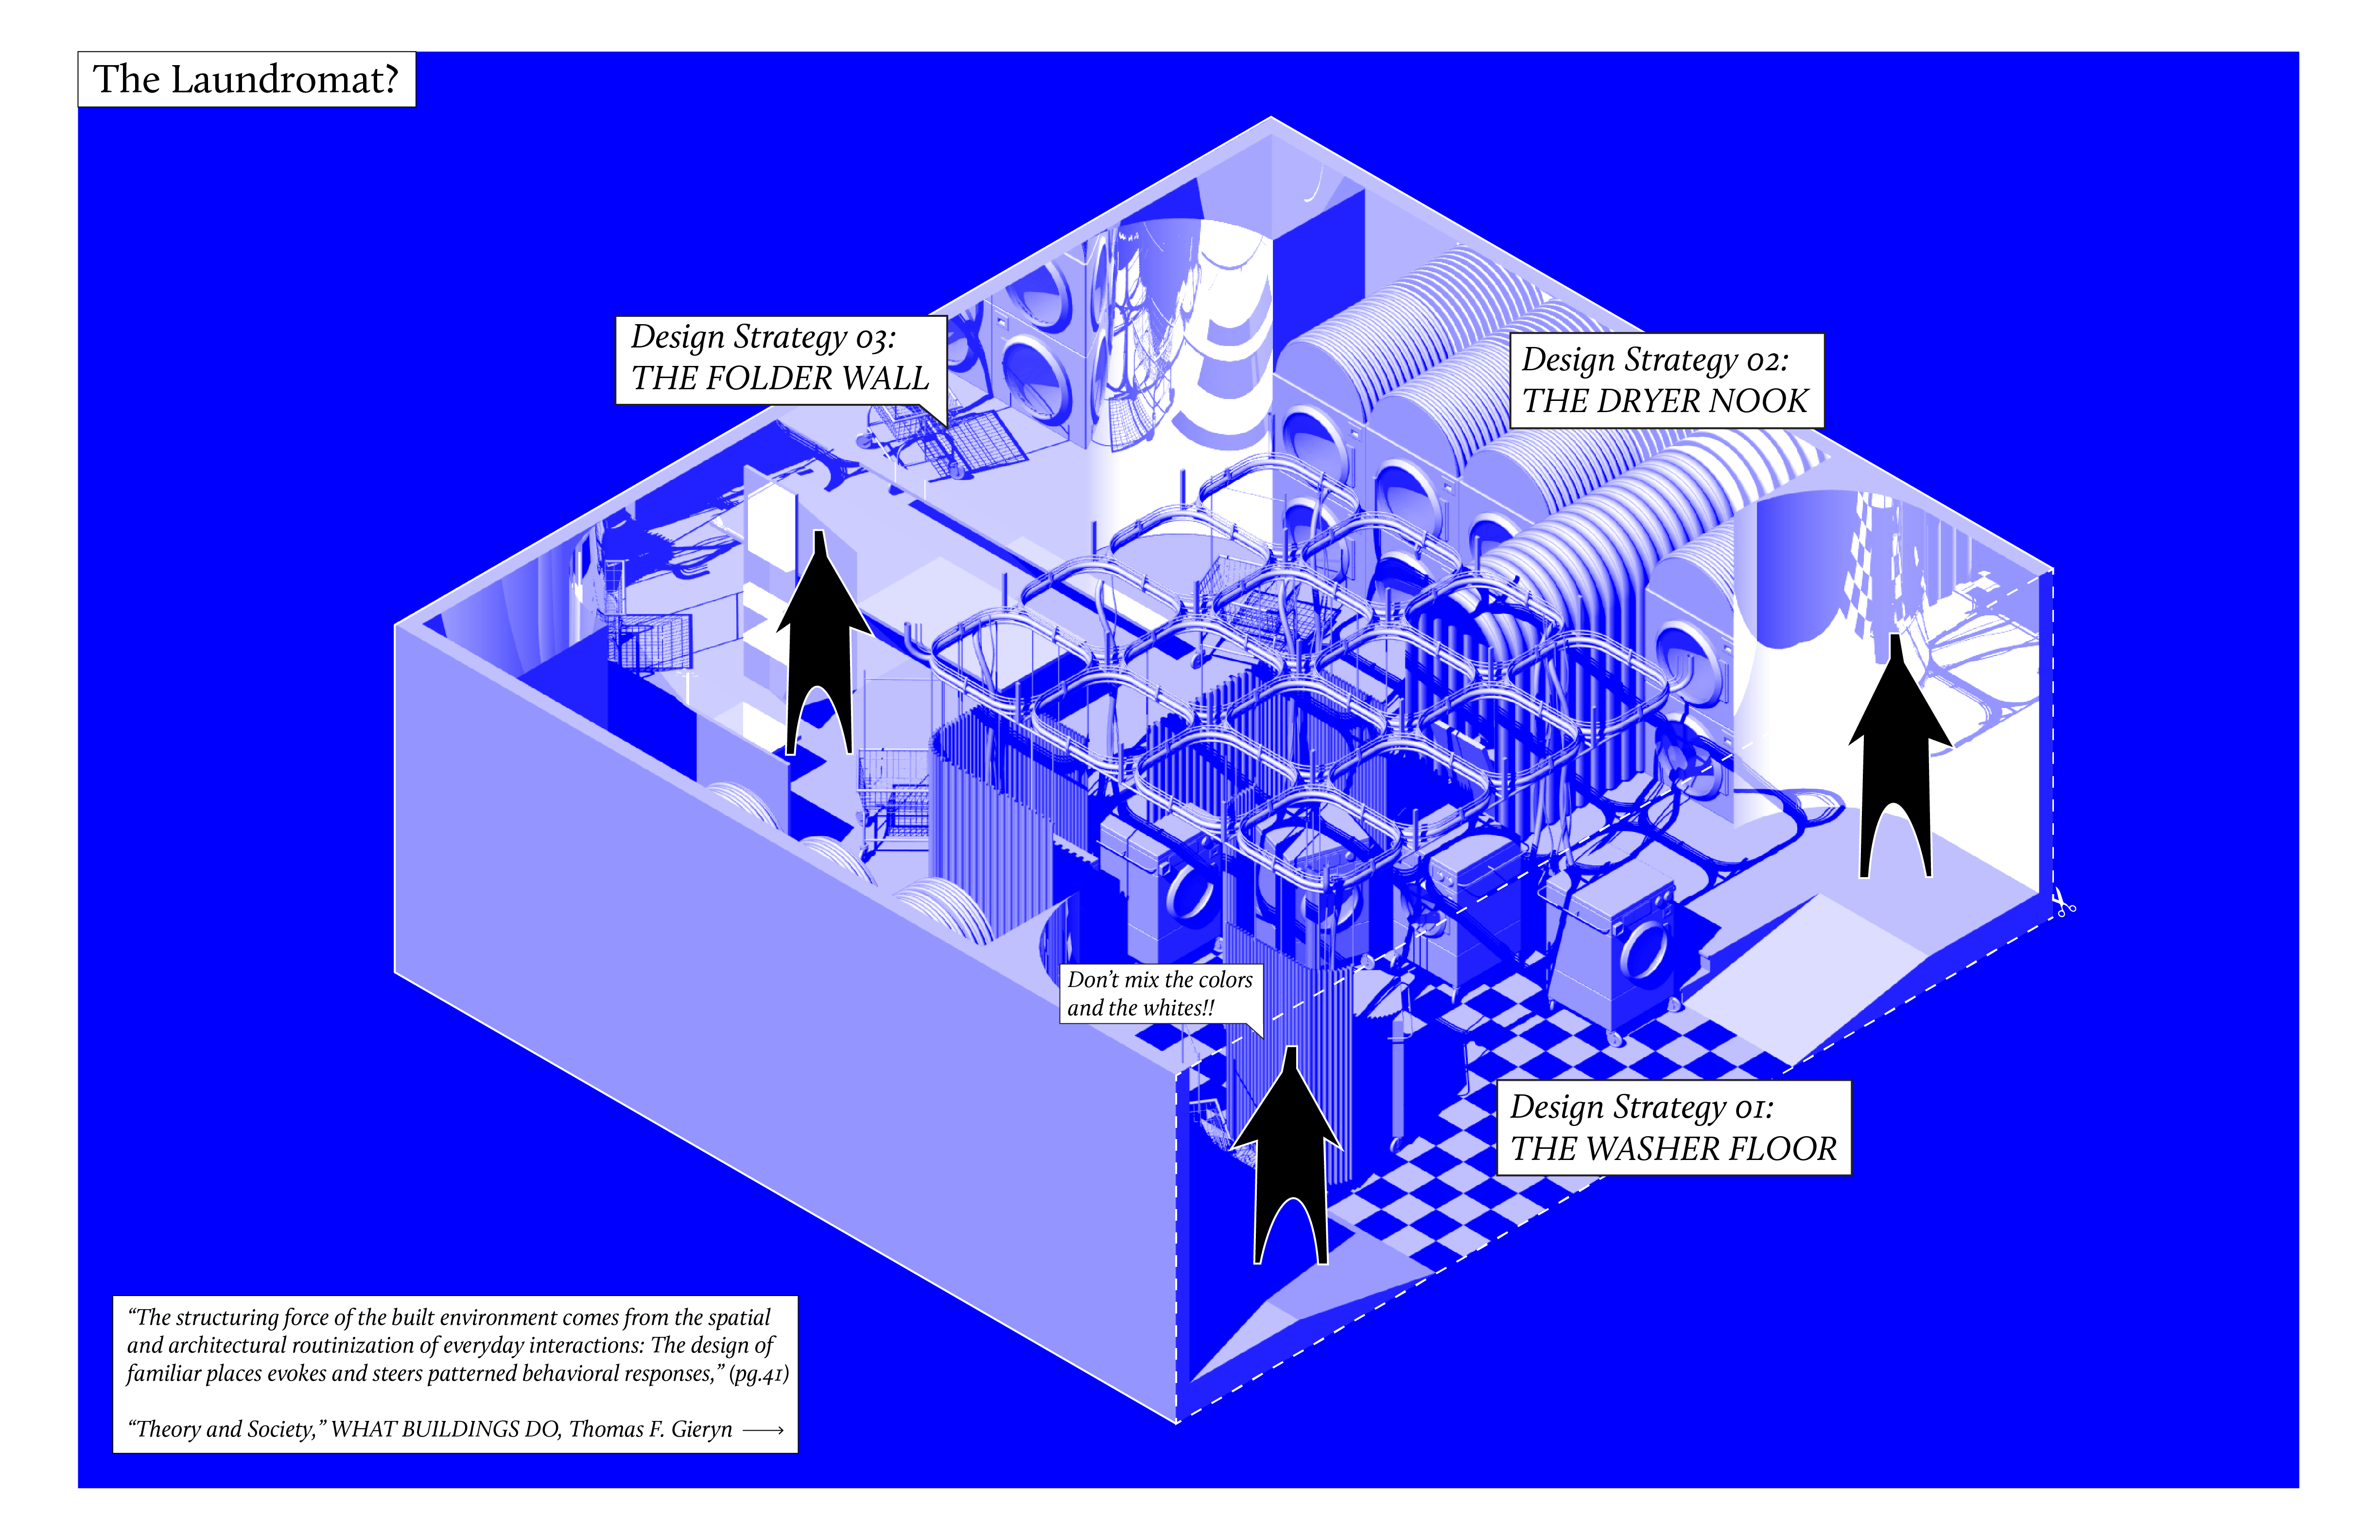 The Laundromat?
Design Strategy 03:
THE FOLDER WALL
Design Strategy 02:
THE DRYER NOOK
Don’t mix the colors
and the whites!!
Design Strategy 01:
THE WASHER FLOOR
“The structuring force of the built environment comes from the spatial
and architectural routinization of everyday interactions: The design of
familiar places evokes and steers patterned behavioral responses,” (pg.41)
“Theory and Society,” WHAT BUILDINGS DO, Thomas F. Gieryn ⟶